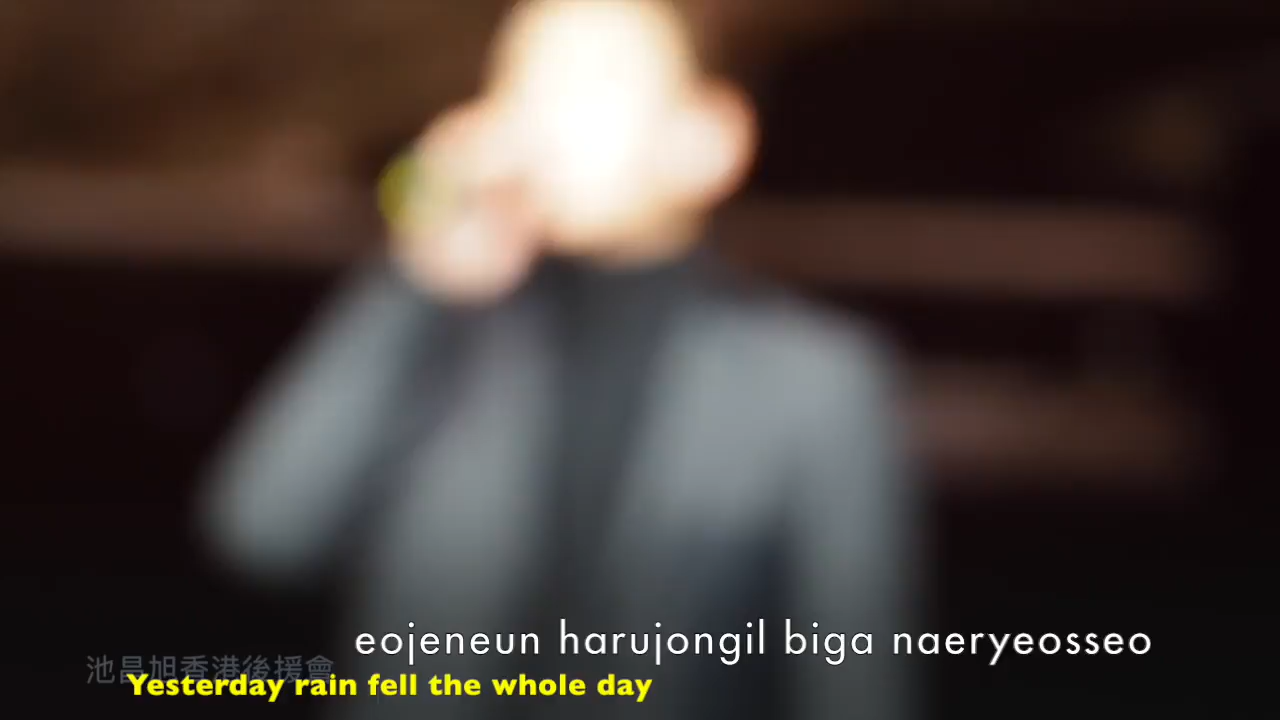 eojeneun harujongil biga naeryeosseo
池昌旭香港後援會
Yesterday rain fell the whole day